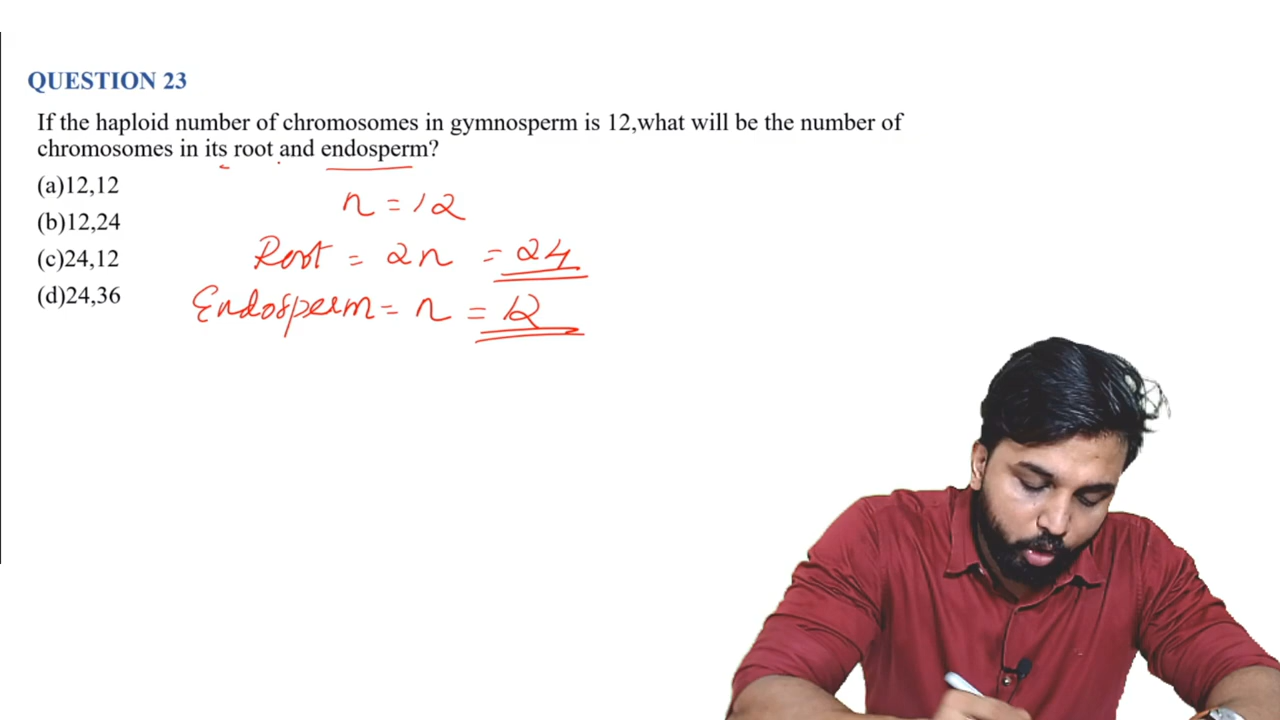 QUESTION 23
If the haploid number of chromosomes in gymnosperm is 12,what will be the number of
chromosomes in its root and endosperm?
(a)12,12
(b)12,24
(c)24,12
(d)24,36
n = 12
Root = 2n = 24
Endosperm = n = 12